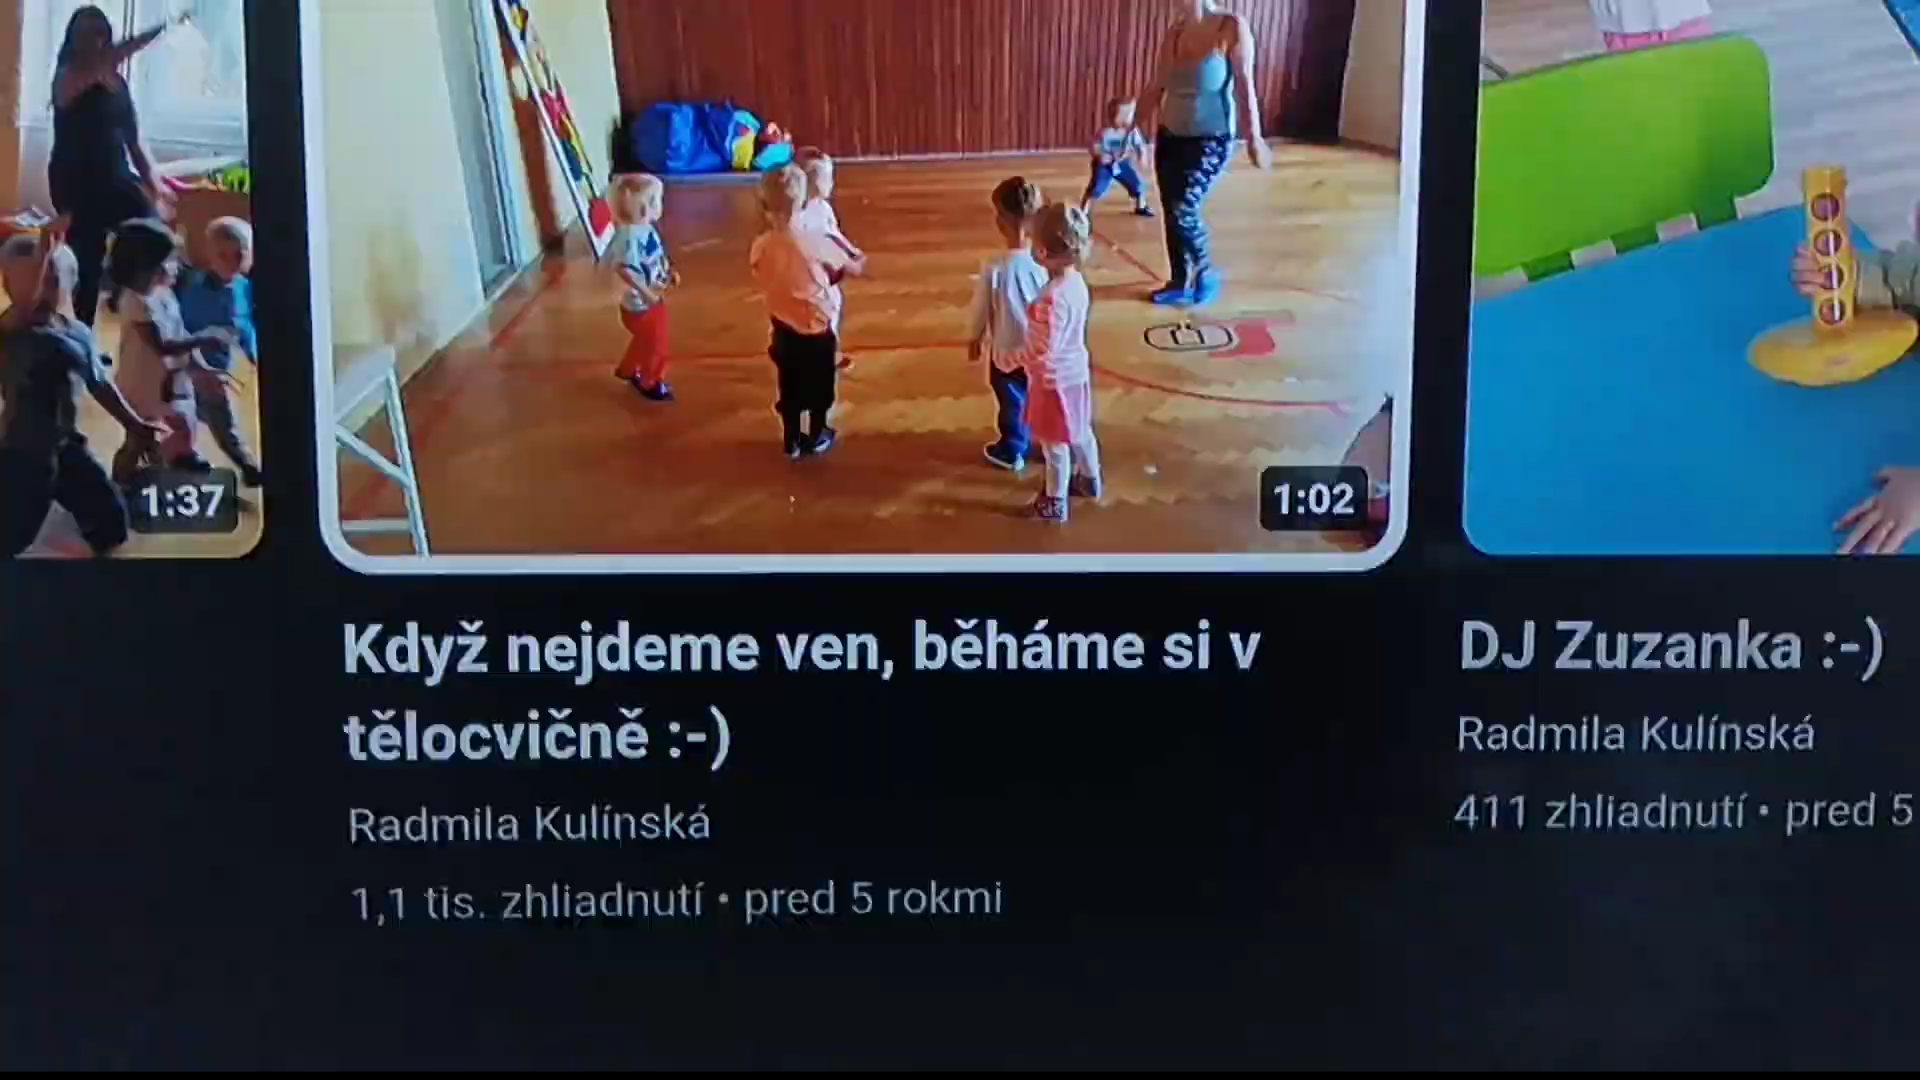 1:37
1:02
Když nejdeme ven, běháme si v
tělocvičně :-)
Radmila Kulínská
1,1 tis. zhliadnutí • pred 5 rokmi
DJ Zuzanka :-)
Radmila Kulínská
411 zhliadnutí • pred 5